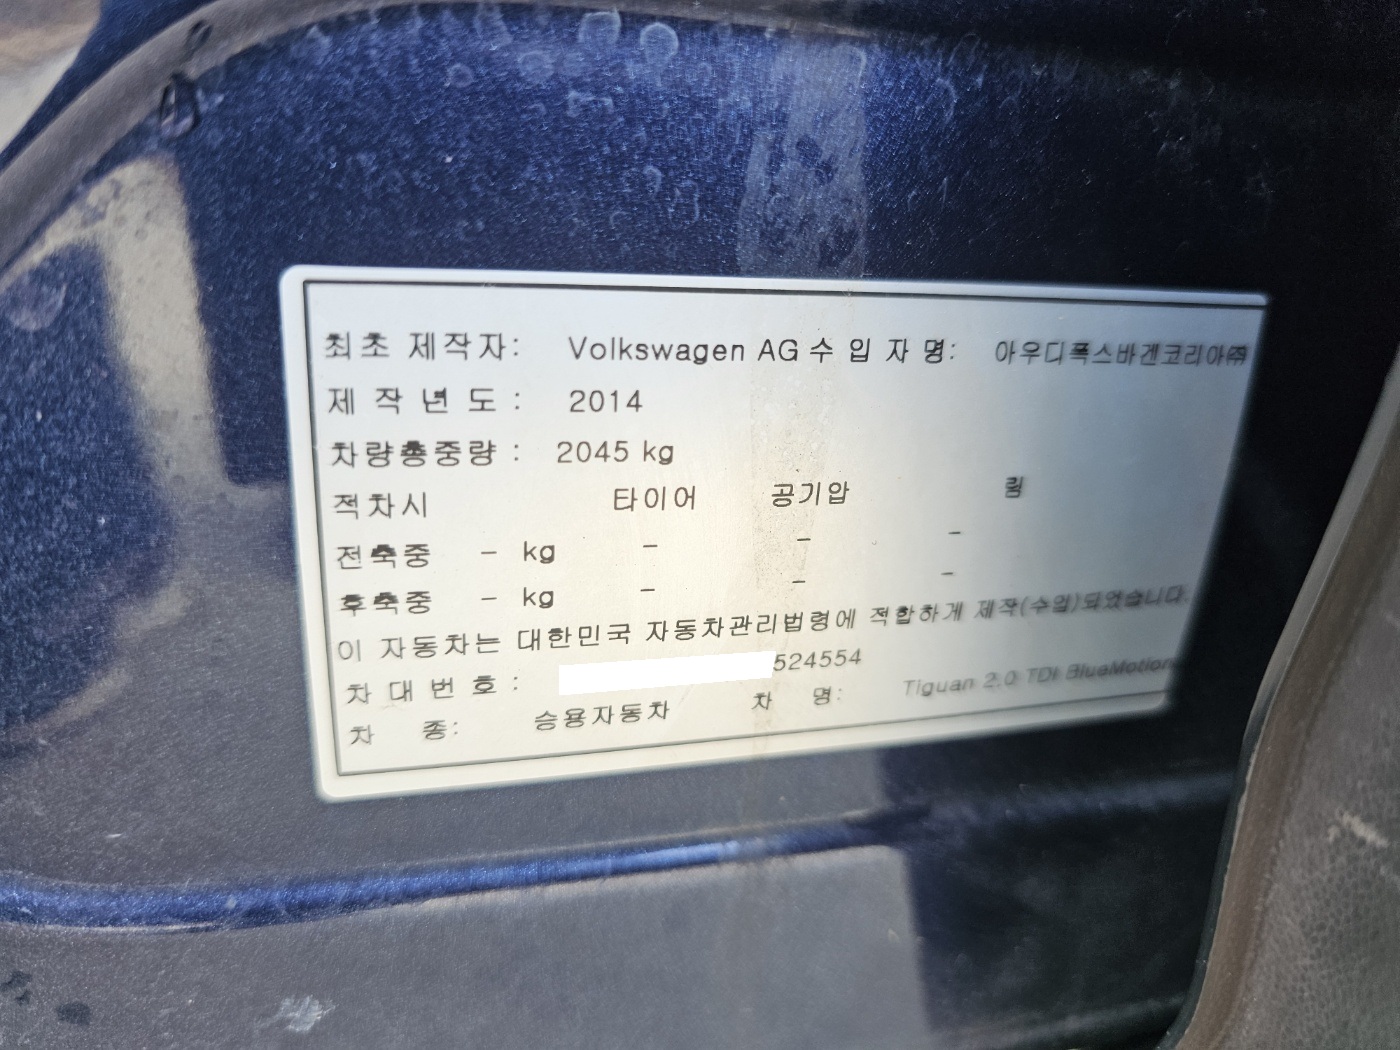 최초 제작자: Volkswagen AG 수 입 자 명: 아우디폭스바겐코리아㈜
제 작 년 도 : 2014
차량총중량 : 2045 kg
적차시 타이어 공기압 림
전축중 - kg - - -
후축중 - kg - - -
이 자동차는 대한민국 자동차관리법령에 적합하게 제작(수입)되었습니다.
차 대 번 호 : 524554
차 종: 승용자동차 차 명: Tiguan 2.0 TDI BlueMotion